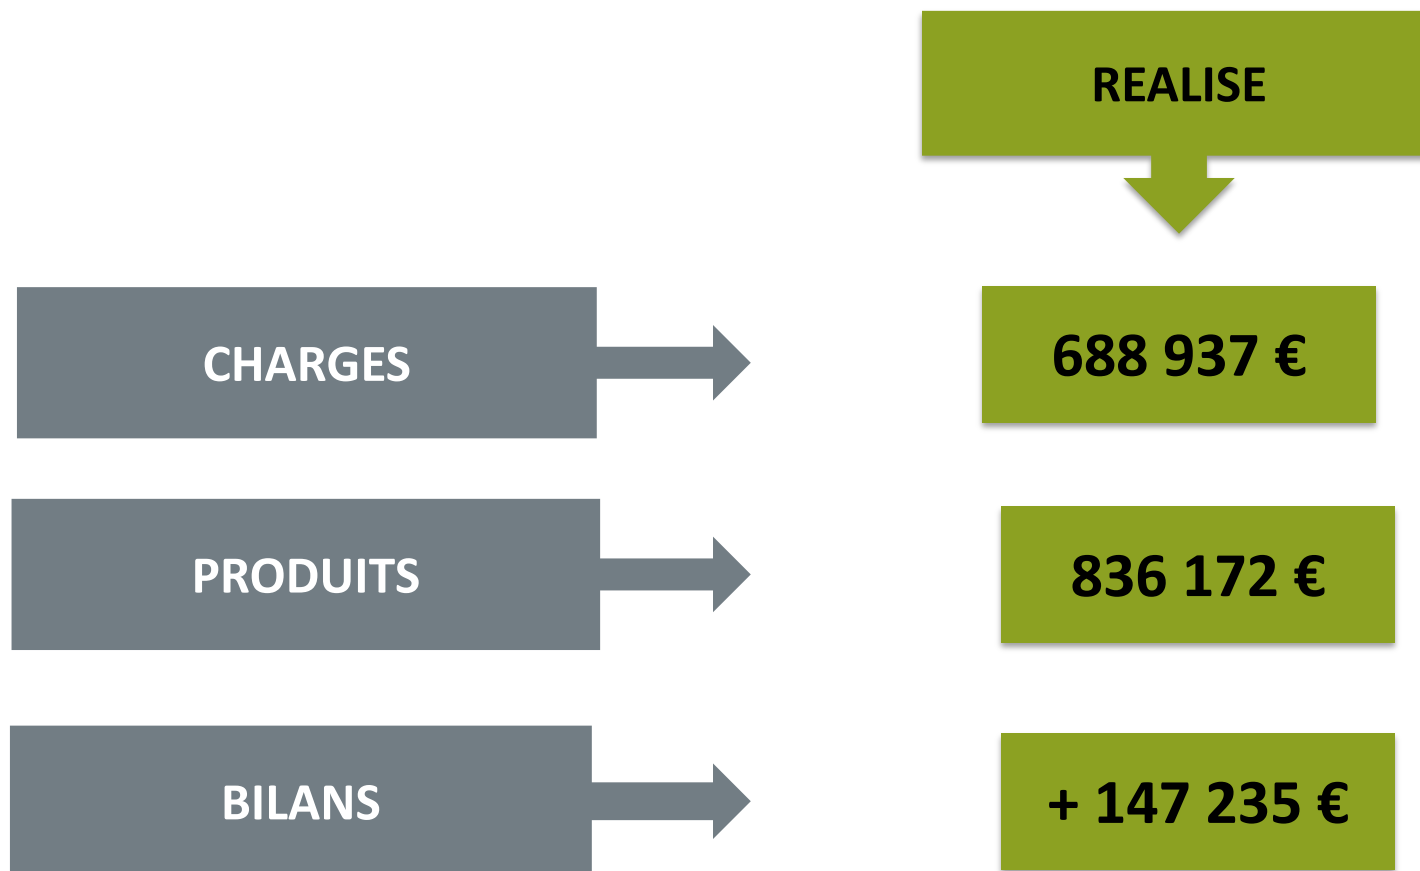 REALISE
CHARGES
688 937 €
PRODUITS
836 172 €
BILANS
+ 147 235 €